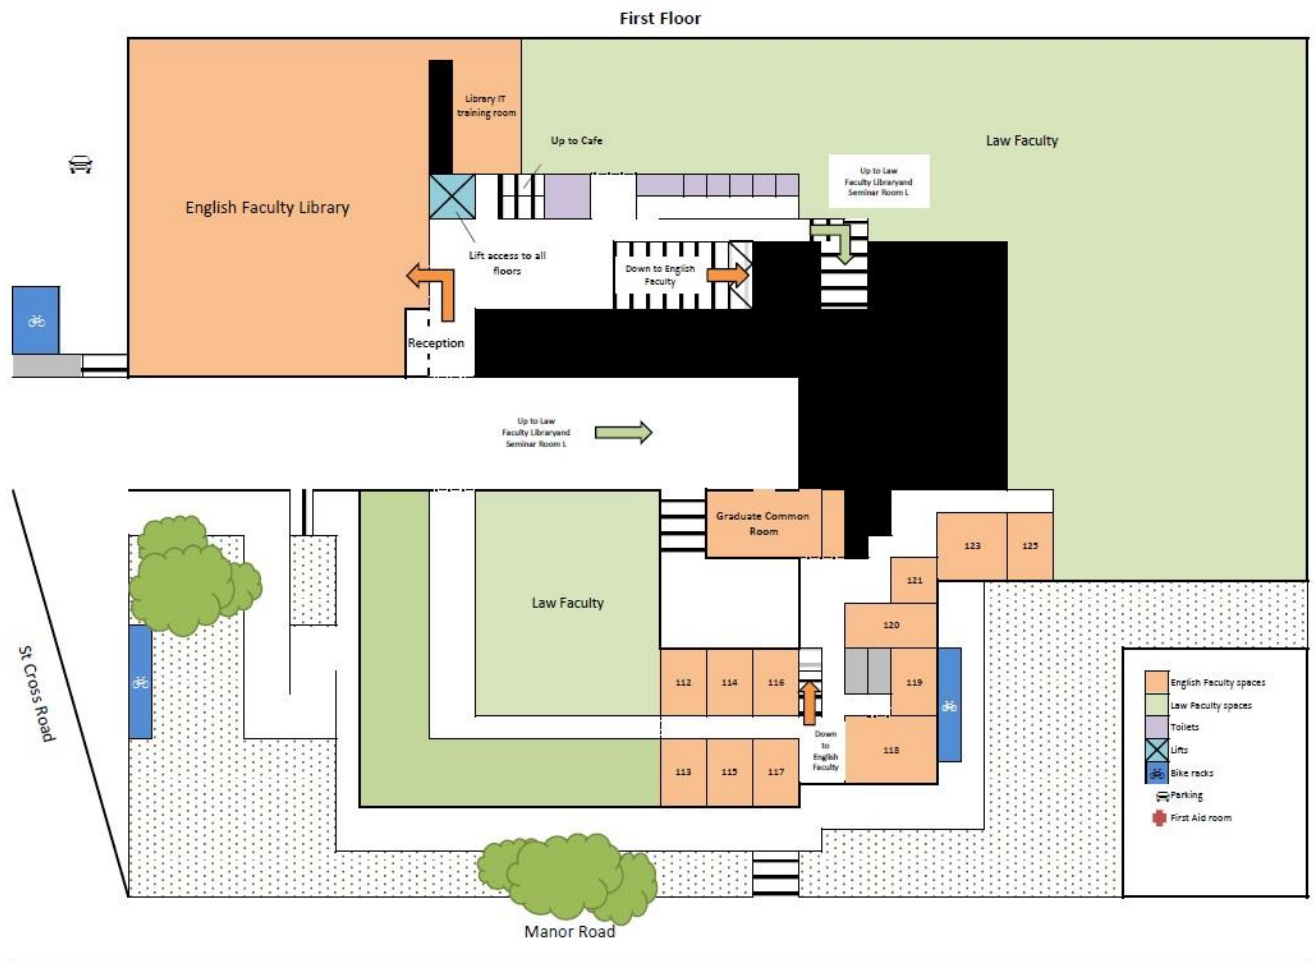 First Floor
Library IT
training room
Up to Cafe
Law Faculty
Up to Law
Faculty Libraryand
Seminar Room L
English Faculty Library
Lift access to all
floors
Down to English
Faculty
Reception
Up to Law
Faculty Libraryand
Seminar Room L
Graduate Common
Room
123
125
121
Law Faculty
120
St Cross Road
112
114
116
119
Down
to
English
Faculty
118
113
115
117
English Faculty spaces
Law Faculty spaces
Toilets
Lifts
Bike racks
Parking
First Aid room
Manor Road